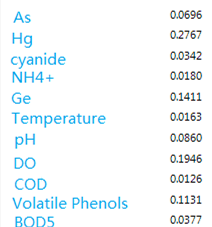 As 0.0696
Hg 0.2767
cyanide 0.0342
NH4+ 0.0180
Ge 0.1411
Temperature 0.0163
pH 0.0860
DO 0.1946
COD 0.0126
Volatile Phenols 0.1131
BOD5 0.0377